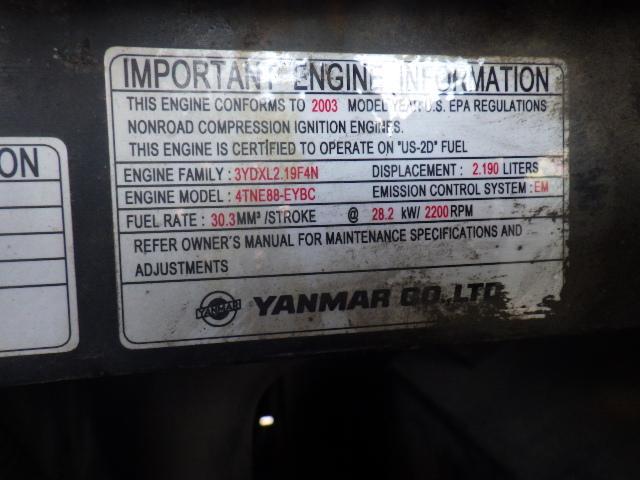 IMPORTANT ENGINE INFORMATION
THIS ENGINE CONFORMS TO 2003 MODEL YEAR U.S. EPA REGULATIONS
NONROAD COMPRESSION IGNITION ENGINES.
THIS ENGINE IS CERTIFIED TO OPERATE ON "US-2D" FUEL
ENGINE FAMILY : 3YDXL2.19F4N DISPLACEMENT : 2.190 LITERS
ENGINE MODEL : 4TNE88-EYBC EMISSION CONTROL SYSTEM : EM
FUEL RATE : 30.3MM³/STROKE @ 28.2 kW/ 2200RPM
REFER OWNER'S MANUAL FOR MAINTENANCE SPECIFICATIONS AND
ADJUSTMENTS
YANMAR YANMAR CO.,LTD
ON